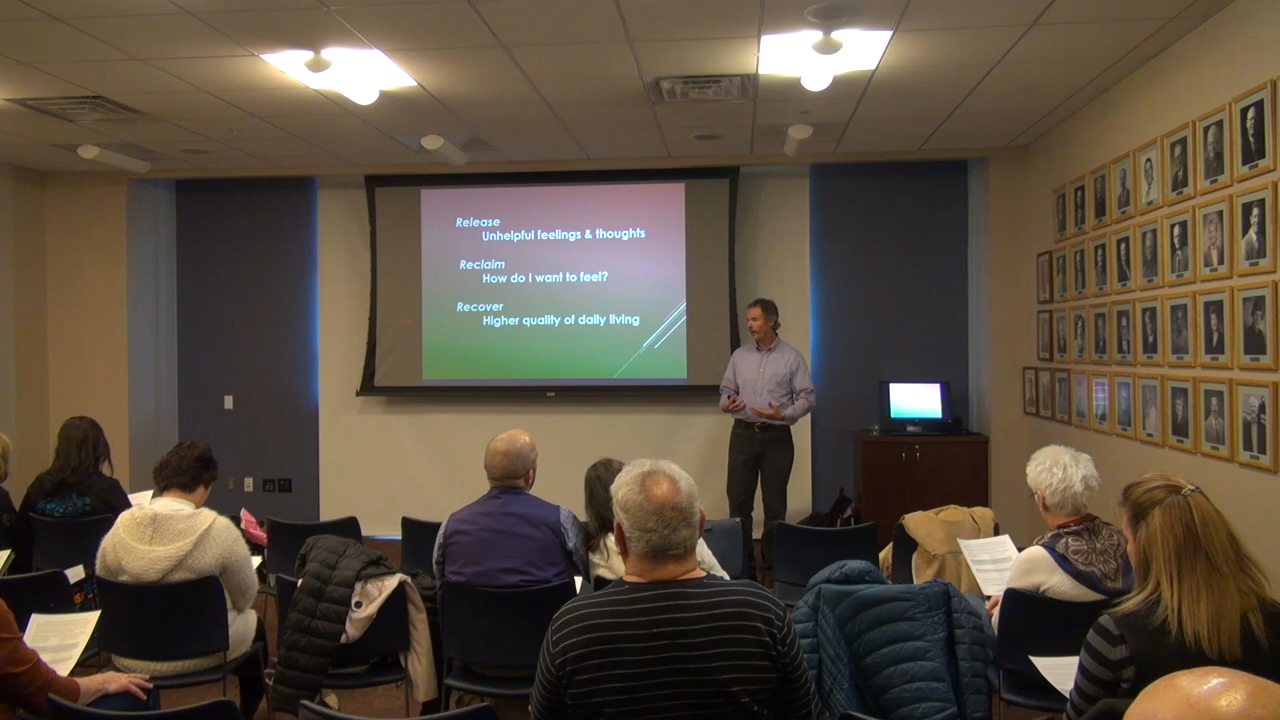 Release
Unhelpful feelings & thoughts
Reclaim
How do I want to feel?
Recover
Higher quality of daily living